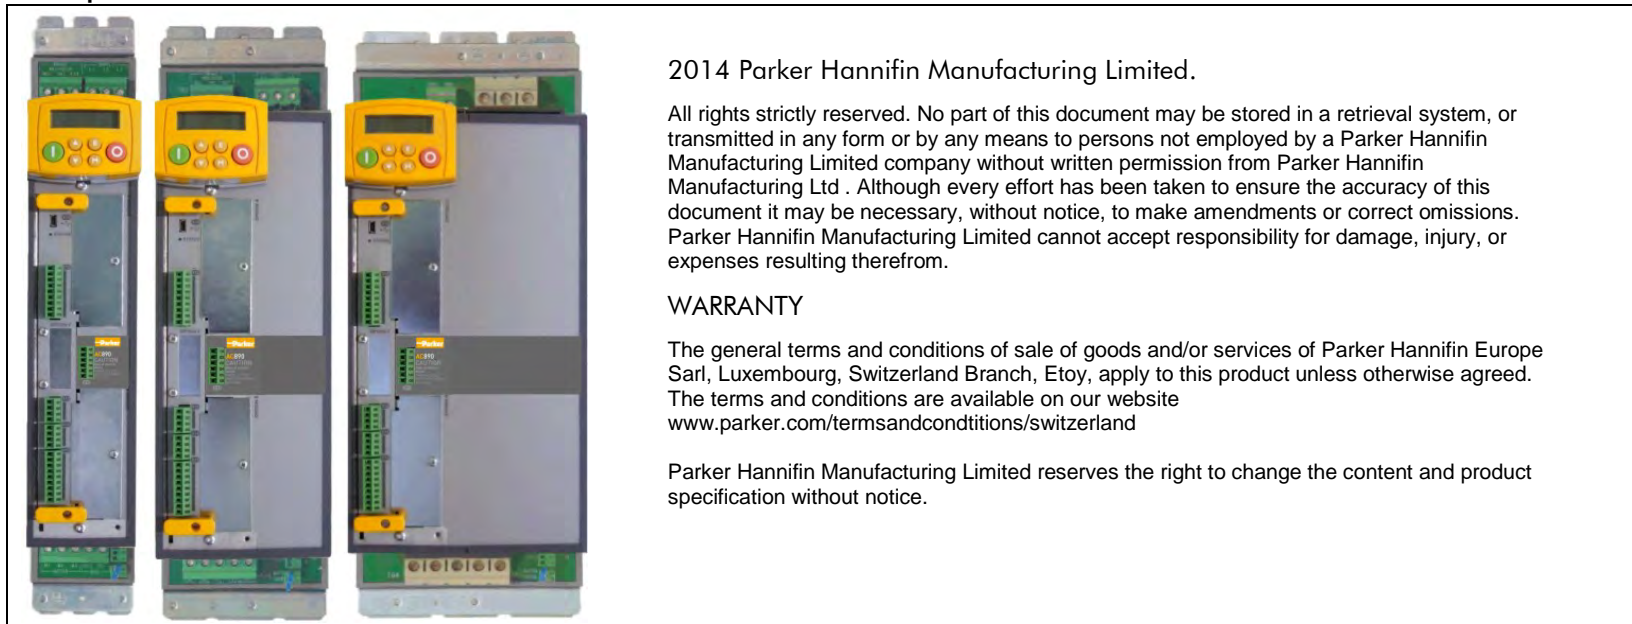 2014 Parker Hannifin Manufacturing Limited.
All rights strictly reserved. No part of this document may be stored in a retrieval system, or
transmitted in any form or by any means to persons not employed by a Parker Hannifin
Manufacturing Limited company without written permission from Parker Hannifin
Manufacturing Ltd . Although every effort has been taken to ensure the accuracy of this
document it may be necessary, without notice, to make amendments or correct omissions.
Parker Hannifin Manufacturing Limited cannot accept responsibility for damage, injury, or
expenses resulting therefrom.
WARRANTY
The general terms and conditions of sale of goods and/or services of Parker Hannifin Europe
Sarl, Luxembourg, Switzerland Branch, Etoy, apply to this product unless otherwise agreed.
The terms and conditions are available on our website
www.parker.com/termsandcondtitions/switzerland
Parker Hannifin Manufacturing Limited reserves the right to change the content and product
specification without notice.
Parker
AC890
Parker
AC890
Parker
AC890